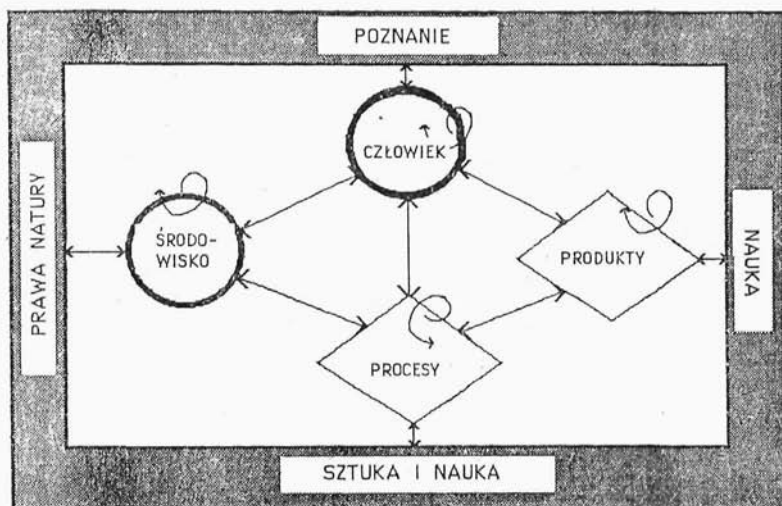 POZNANIE
CZŁOWIEK
PRAWA NATURY
ŚRODO-
WISKO
PRODUKTY
NAUKA
PROCESY
SZTUKA I NAUKA